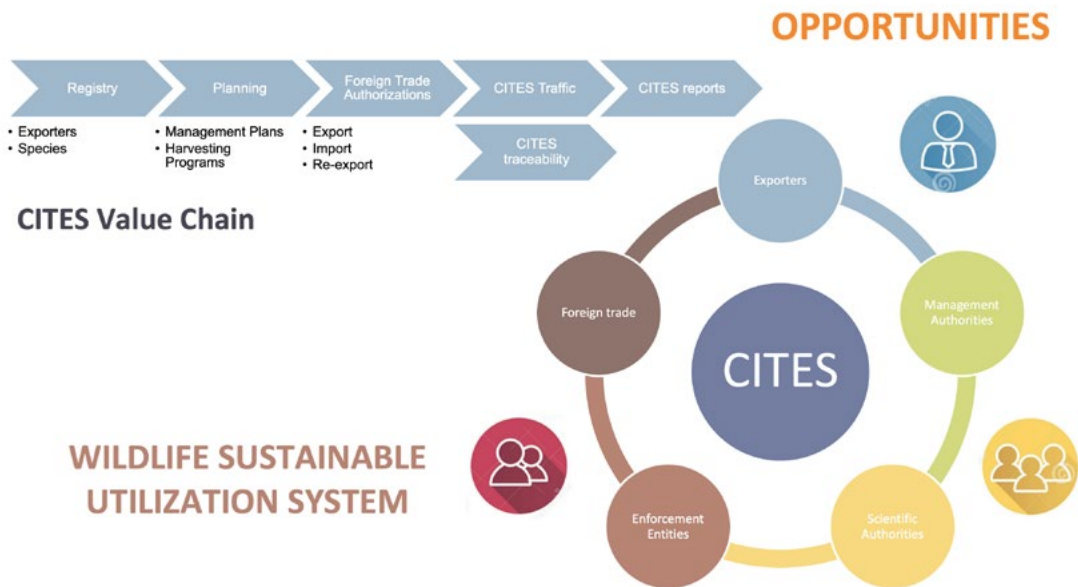 OPPORTUNITIES
Registry
Planning
Foreign Trade
Authorizations
CITES Traffic
CITES reports
• Exporters
• Species
• Management Plans
• Harvesting
Programs
• Export
• Import
• Re-export
CITES
traceability
CITES Value Chain
Exporters
Foreign trade
Management
Authorities
CITES
WILDLIFE SUSTAINABLE
UTILIZATION SYSTEM
Enforcement
Entities
Scientific
Authorities